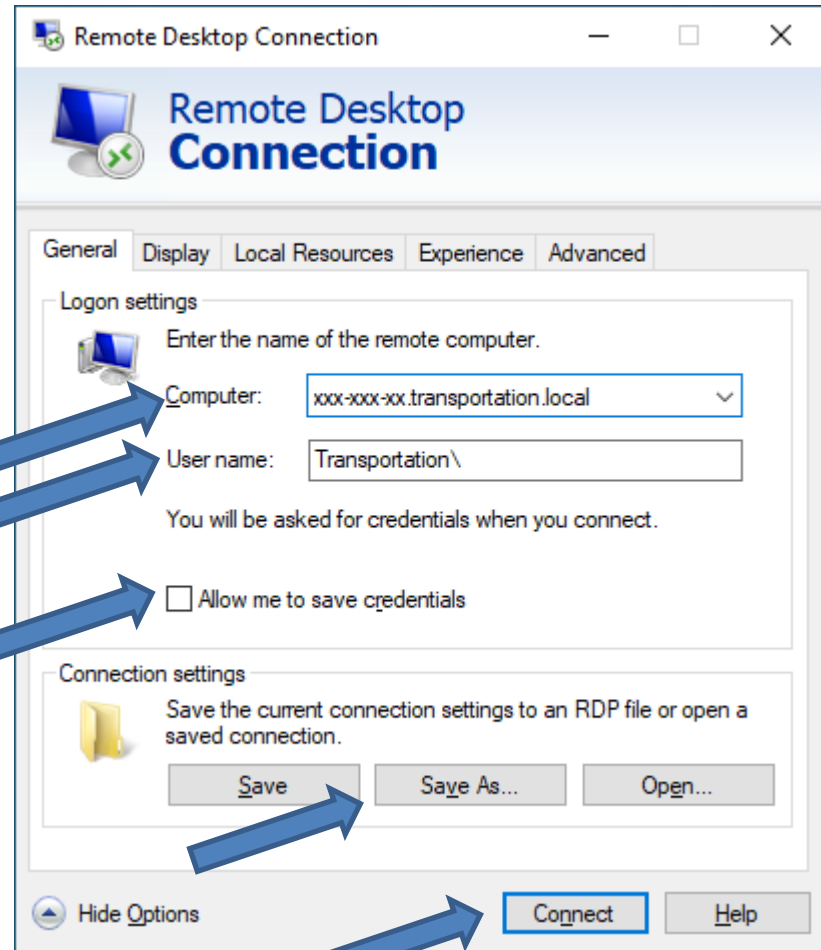 Remote Desktop Connection
Remote Desktop
Connection
General Display Local Resources Experience Advanced
Logon settings
Enter the name of the remote computer.
Computer: xxx-xxx-xx.transportation.local
User name: Transportation\
You will be asked for credentials when you connect.
Allow me to save credentials
Connection settings
Save the current connection settings to an RDP file or open a
saved connection.
Save Save As... Open...
Hide Options Connect Help